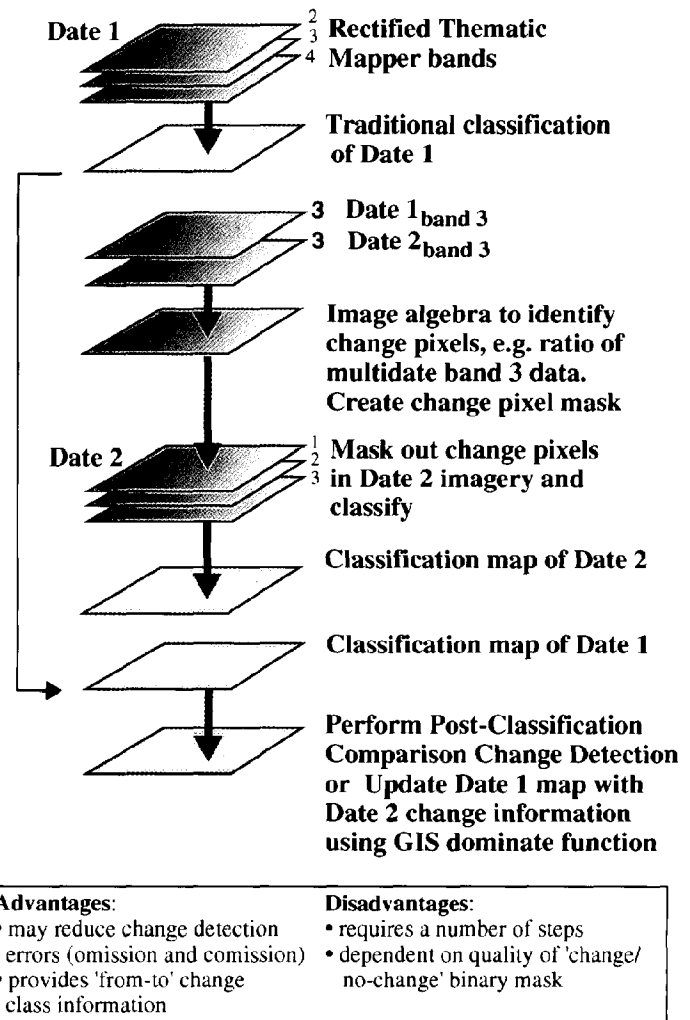 Date 1
2 Rectified Thematic
3 Mapper bands
4
Traditional classification
of Date 1
3 Date 1band 3
3 Date 2band 3
Image algebra to identify
change pixels, e.g. ratio of
multidate band 3 data.
Create change pixel mask
Date 2
1 Mask out change pixels
2 in Date 2 imagery and
3 classify
Classification map of Date 2
Classification map of Date 1
Perform Post-Classification
Comparison Change Detection
or Update Date 1 map with
Date 2 change information
using GIS dominate function
Advantages:
• may reduce change detection
errors (omission and comission)
• provides 'from-to' change
class information
Disadvantages:
• requires a number of steps
• dependent on quality of 'change/
no-change' binary mask